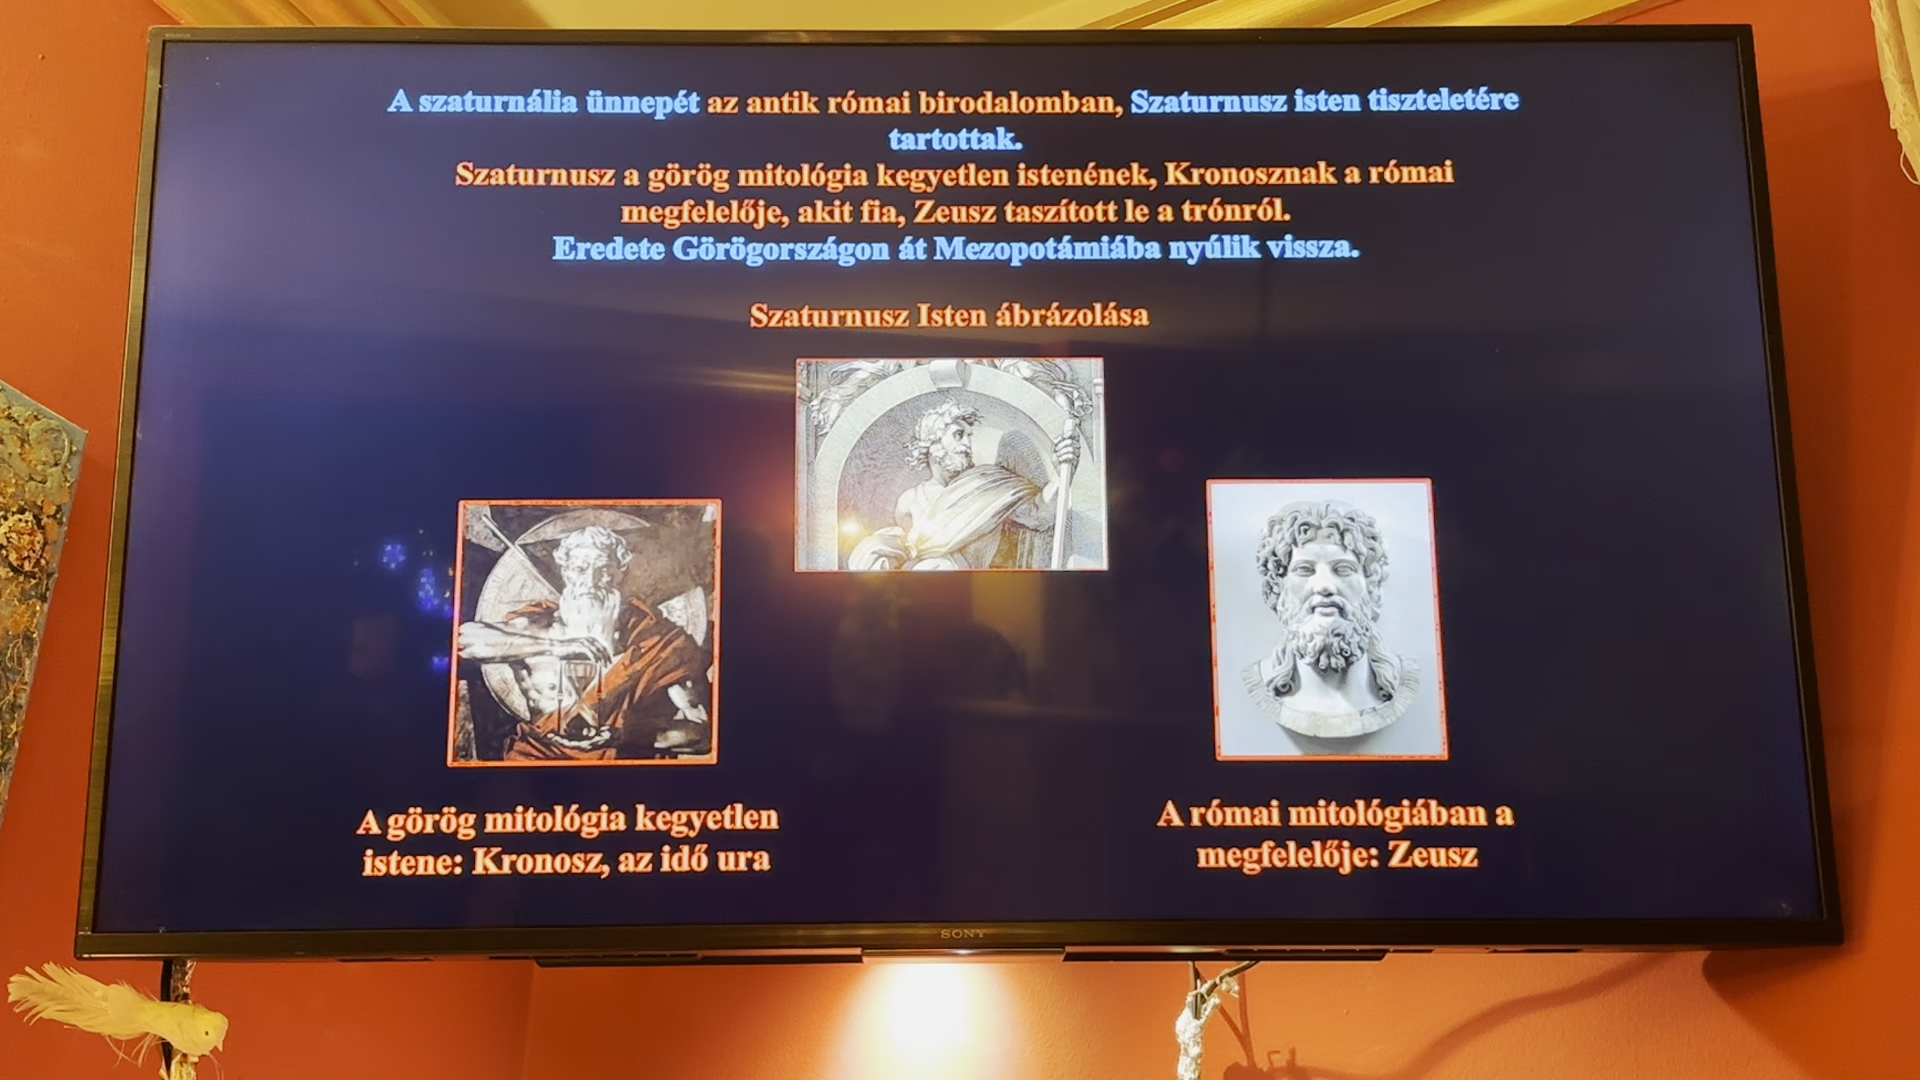 A szaturnália ünnepét az antik római birodalomban, Szaturnusz isten tiszteletére
tartottak.
Szaturnusz a görög mitológia kegyetlen istenének, Kronosznak a római
megfelelője, akit fia, Zeusz taszított le a trónról.
Eredete Görögországon át Mezopotámiába nyúlik vissza.
Szaturnusz Isten ábrázolása
A görög mitológia kegyetlen
istene: Kronosz, az idő ura
A római mitológiában a
megfelelője: Zeusz
SONY